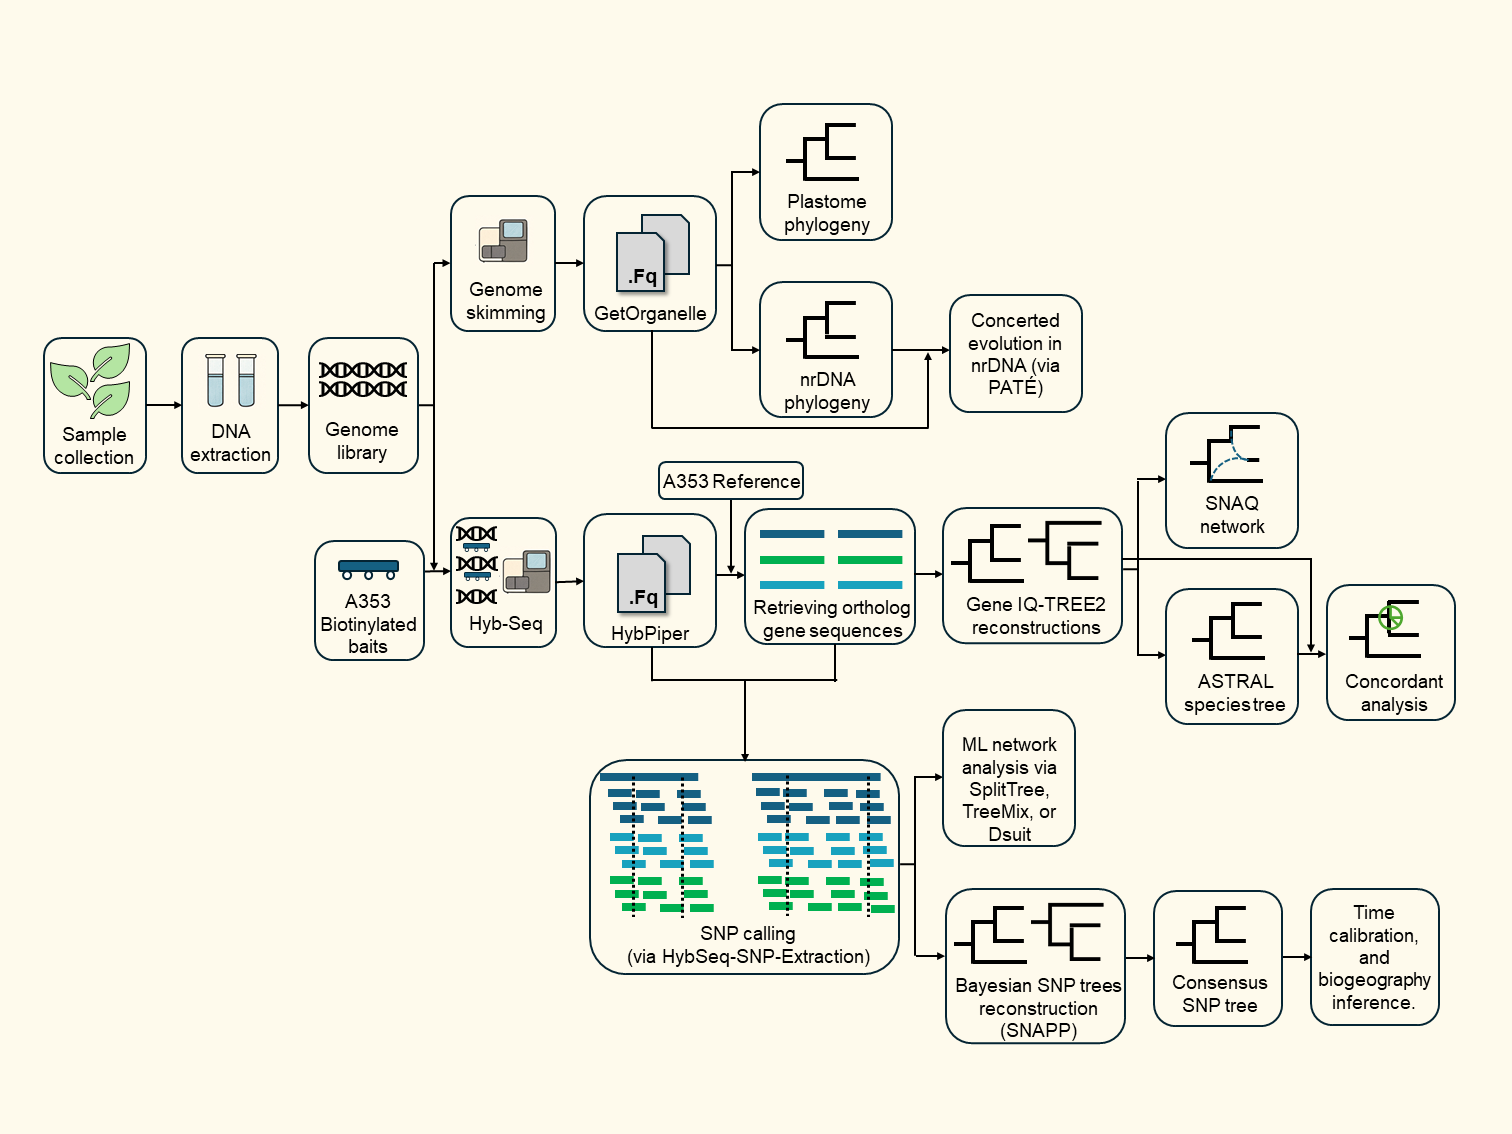 Sample
collection
DNA
extraction
Genome
library
Genome
skimming
.Fq
GetOrganelle
Plastome
phylogeny
nrDNA
phylogeny
Concerted
evolution in
nrDNA (via
PATÉ)
A353
Biotinylated
baits
Hyb-Seq
.Fq
HybPiper
A353 Reference
Retrieving ortholog
gene sequences
Gene IQ-TREE2
reconstructions
SNAQ
network
ASTRAL
species tree
Concordant
analysis
SNP calling
(via HybSeq-SNP-Extraction)
ML network
analysis via
SplitTree,
TreeMix, or
Dsuit
Bayesian SNP trees
reconstruction
(SNAPP)
Consensus
SNP tree
Time
calibration,
and
biogeography
inference.